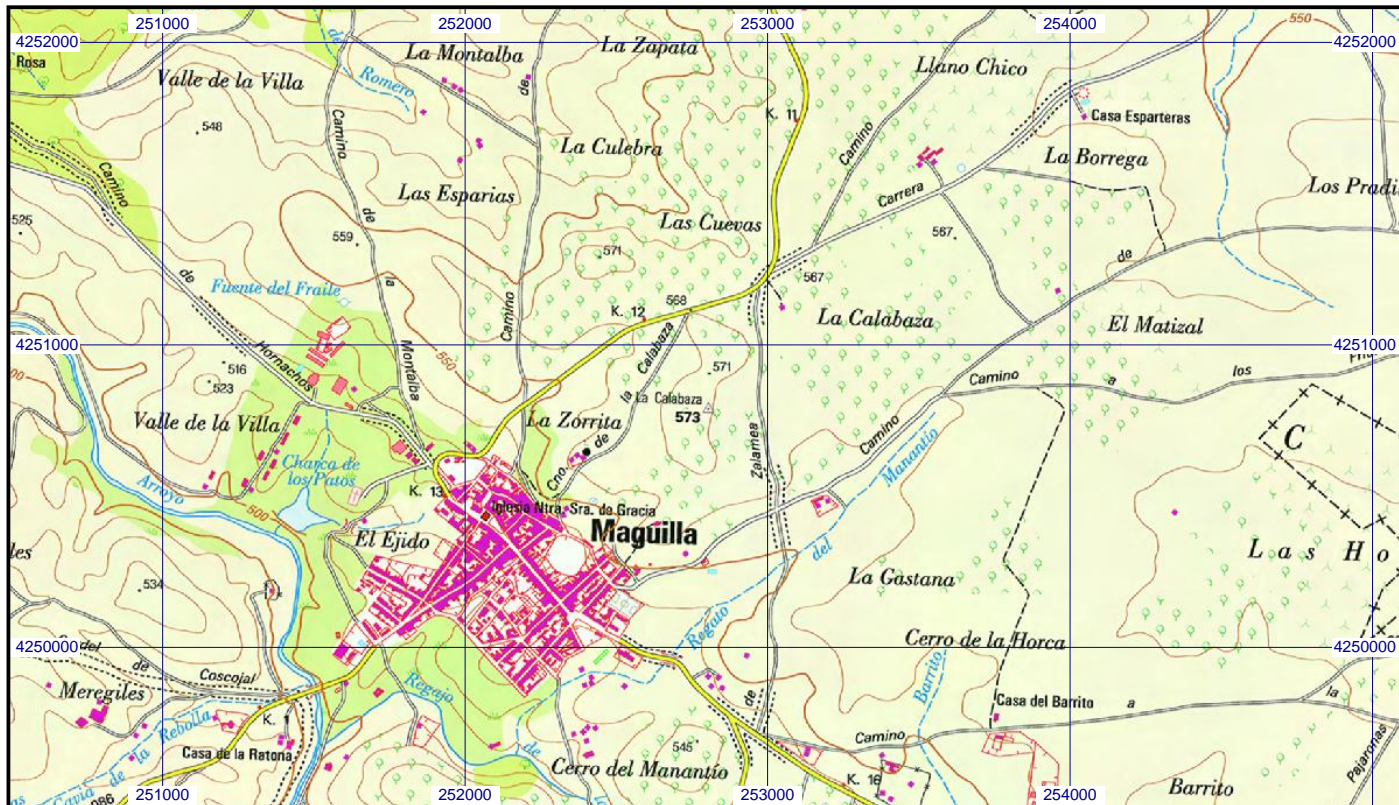 251000 252000 253000 254000
4252000 4252000
550
Rosa
de
Romero
La Montalba
La Zapata
Llano Chico
Valle de la Villa
de
K. 11
Casa Esparteras
548
Camino
Camino
La Culebra
La Borrega
Camino
Las Esparias
Carrera
Los Pradi
525
de
Las Cuevas
559
567
571
de
de
la
567
Fuente del Fraile
568
Camino
K. 12
La Calabaza
El Matizal
4251000 4251000
Montalba
550
Calabaza
516
523
Hornachos
571
Camino
a
los
la
La Calabaza
573
Valle de la Villa
La Zorrita
de
Camino
C
Zalamea
Manantío
Charca de
los Patos
Cno.
Arroyo
K. 13
500
Iglesia Ntra. Sra. de Gracia
Maguilla
El Ejido
del
Las Ho
les
534
La Gastana
Regato
Cerro de la Horca
4250000 4250000
de
Coscojal
Meregiles
Regajo
de
Barrito
la
Casa del Barrito
a
Rebolla
K. 1
la
de
Casa de la Ratona
545
Camino
de
Cerro del Manantío
K. 16
Pajaronas
Gavia
Barrito
086
251000 252000 253000 254000